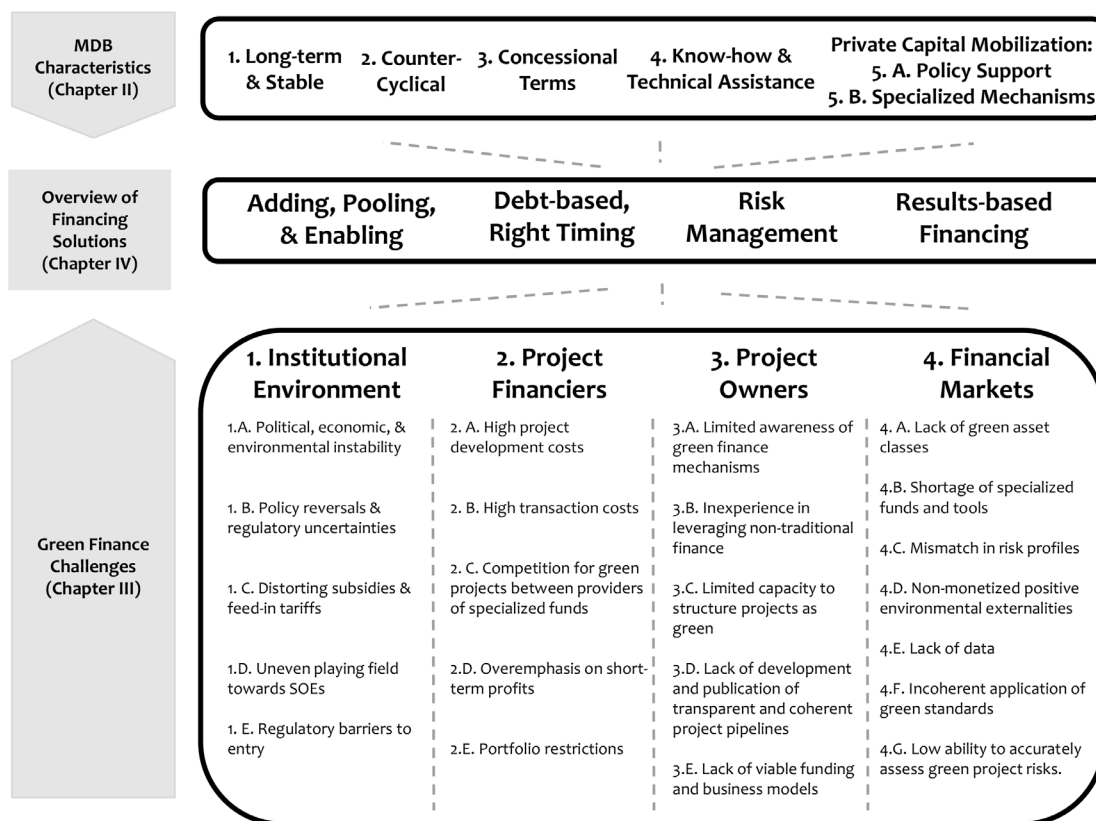 MDB
Characteristics
(Chapter II)
1. Long-term
& Stable
2. Counter-
Cyclical
3. Concessional
Terms
4. Know-how &
Technical Assistance
Private Capital Mobilization:
5. A. Policy Support
5. B. Specialized Mechanisms
Overview of
Financing
Solutions
(Chapter IV)
Adding, Pooling,
& Enabling
Debt-based,
Right Timing
Risk
Management
Results-based
Financing
Green Finance
Challenges
(Chapter III)
1. Institutional
Environment
1.A. Political, economic, &
environmental instability
1. B. Policy reversals &
regulatory uncertainties
1. C. Distorting subsidies &
feed-in tariffs
1.D. Uneven playing field
towards SOEs
1. E. Regulatory barriers to
entry
2. Project
Financiers
2. A. High project
development costs
2. B. High transaction costs
2. C. Competition for green
projects between providers
of specialized funds
2.D. Overemphasis on short-
term profits
2.E. Portfolio restrictions
3. Project
Owners
3.A. Limited awareness of
green finance
mechanisms
3.B. Inexperience in
leveraging non-traditional
finance
3.C. Limited capacity to
structure projects as
green
3.D. Lack of development
and publication of
transparent and coherent
project pipelines
3.E. Lack of viable funding
and business models
4. Financial
Markets
4. A. Lack of green asset
classes
4.B. Shortage of specialized
funds and tools
4.C. Mismatch in risk profiles
4.D. Non-monetized positive
environmental externalities
4.E. Lack of data
4.F. Incoherent application of
green standards
4.G. Low ability to accurately
assess green project risks.